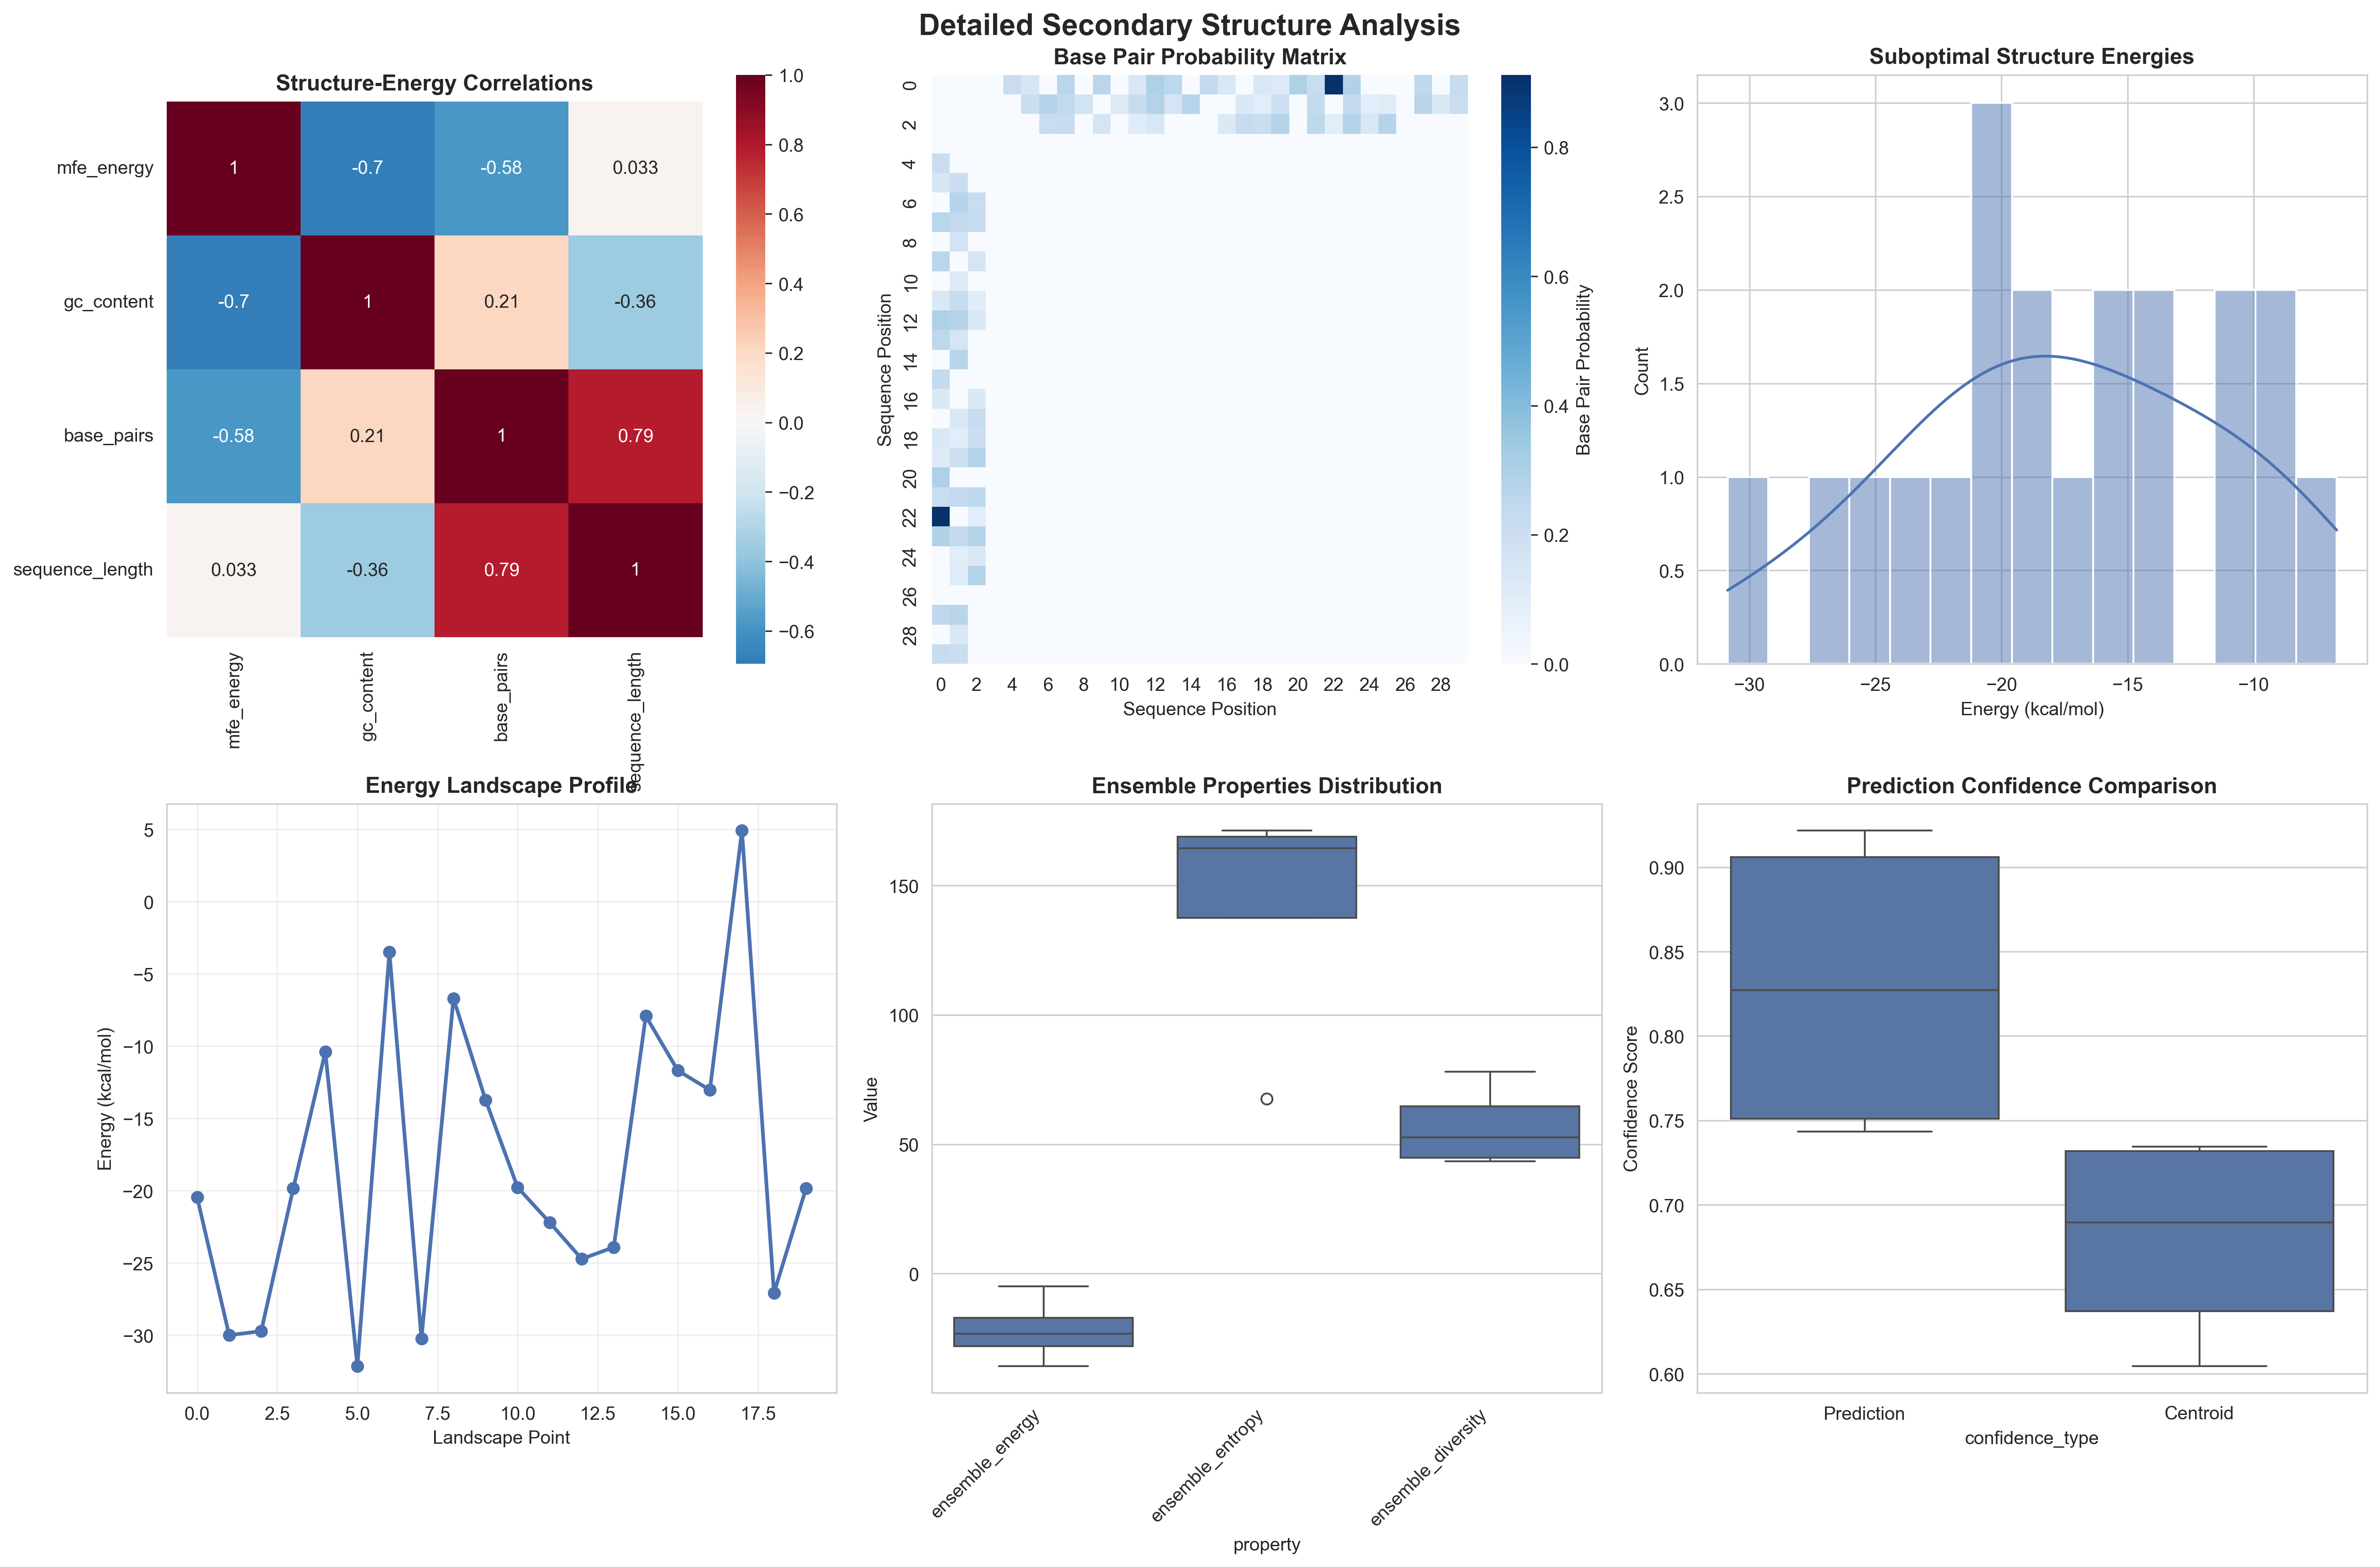 Detailed Secondary Structure Analysis
Structure-Energy Correlations
mfe_energy
gc_content
base_pairs
sequence_length
1 -0.7 -0.58 0.033
-0.7 1 0.21 -0.36
-0.58 0.21 1 0.79
0.033 -0.36 0.79 1
mfe_energy
gc_content
base_pairs
sequence_length
1.0
0.8
0.6
0.4
0.2
0.0
−0.2
−0.4
−0.6
Base Pair Probability Matrix
Sequence Position
0
2
4
6
8
10
12
14
16
18
20
22
24
26
28
0 2 4 6 8 10 12 14 16 18 20 22 24 26 28
Sequence Position
0.8
0.6
0.4
0.2
0.0
Base Pair Probability
Suboptimal Structure Energies
Count
3.0
2.5
2.0
1.5
1.0
0.5
0.0
−30 −25 −20 −15 −10
Energy (kcal/mol)
Energy Landscape Profile
Energy (kcal/mol)
5
0
−5
−10
−15
−20
−25
−30
0.0 2.5 5.0 7.5 10.0 12.5 15.0 17.5
Landscape Point
Ensemble Properties Distribution
Value
150
100
50
0
ensemble_energy
ensemble_entropy
ensemble_diversity
property
Prediction Confidence Comparison
Confidence Score
0.90
0.85
0.80
0.75
0.70
0.65
0.60
Prediction Centroid
confidence_type